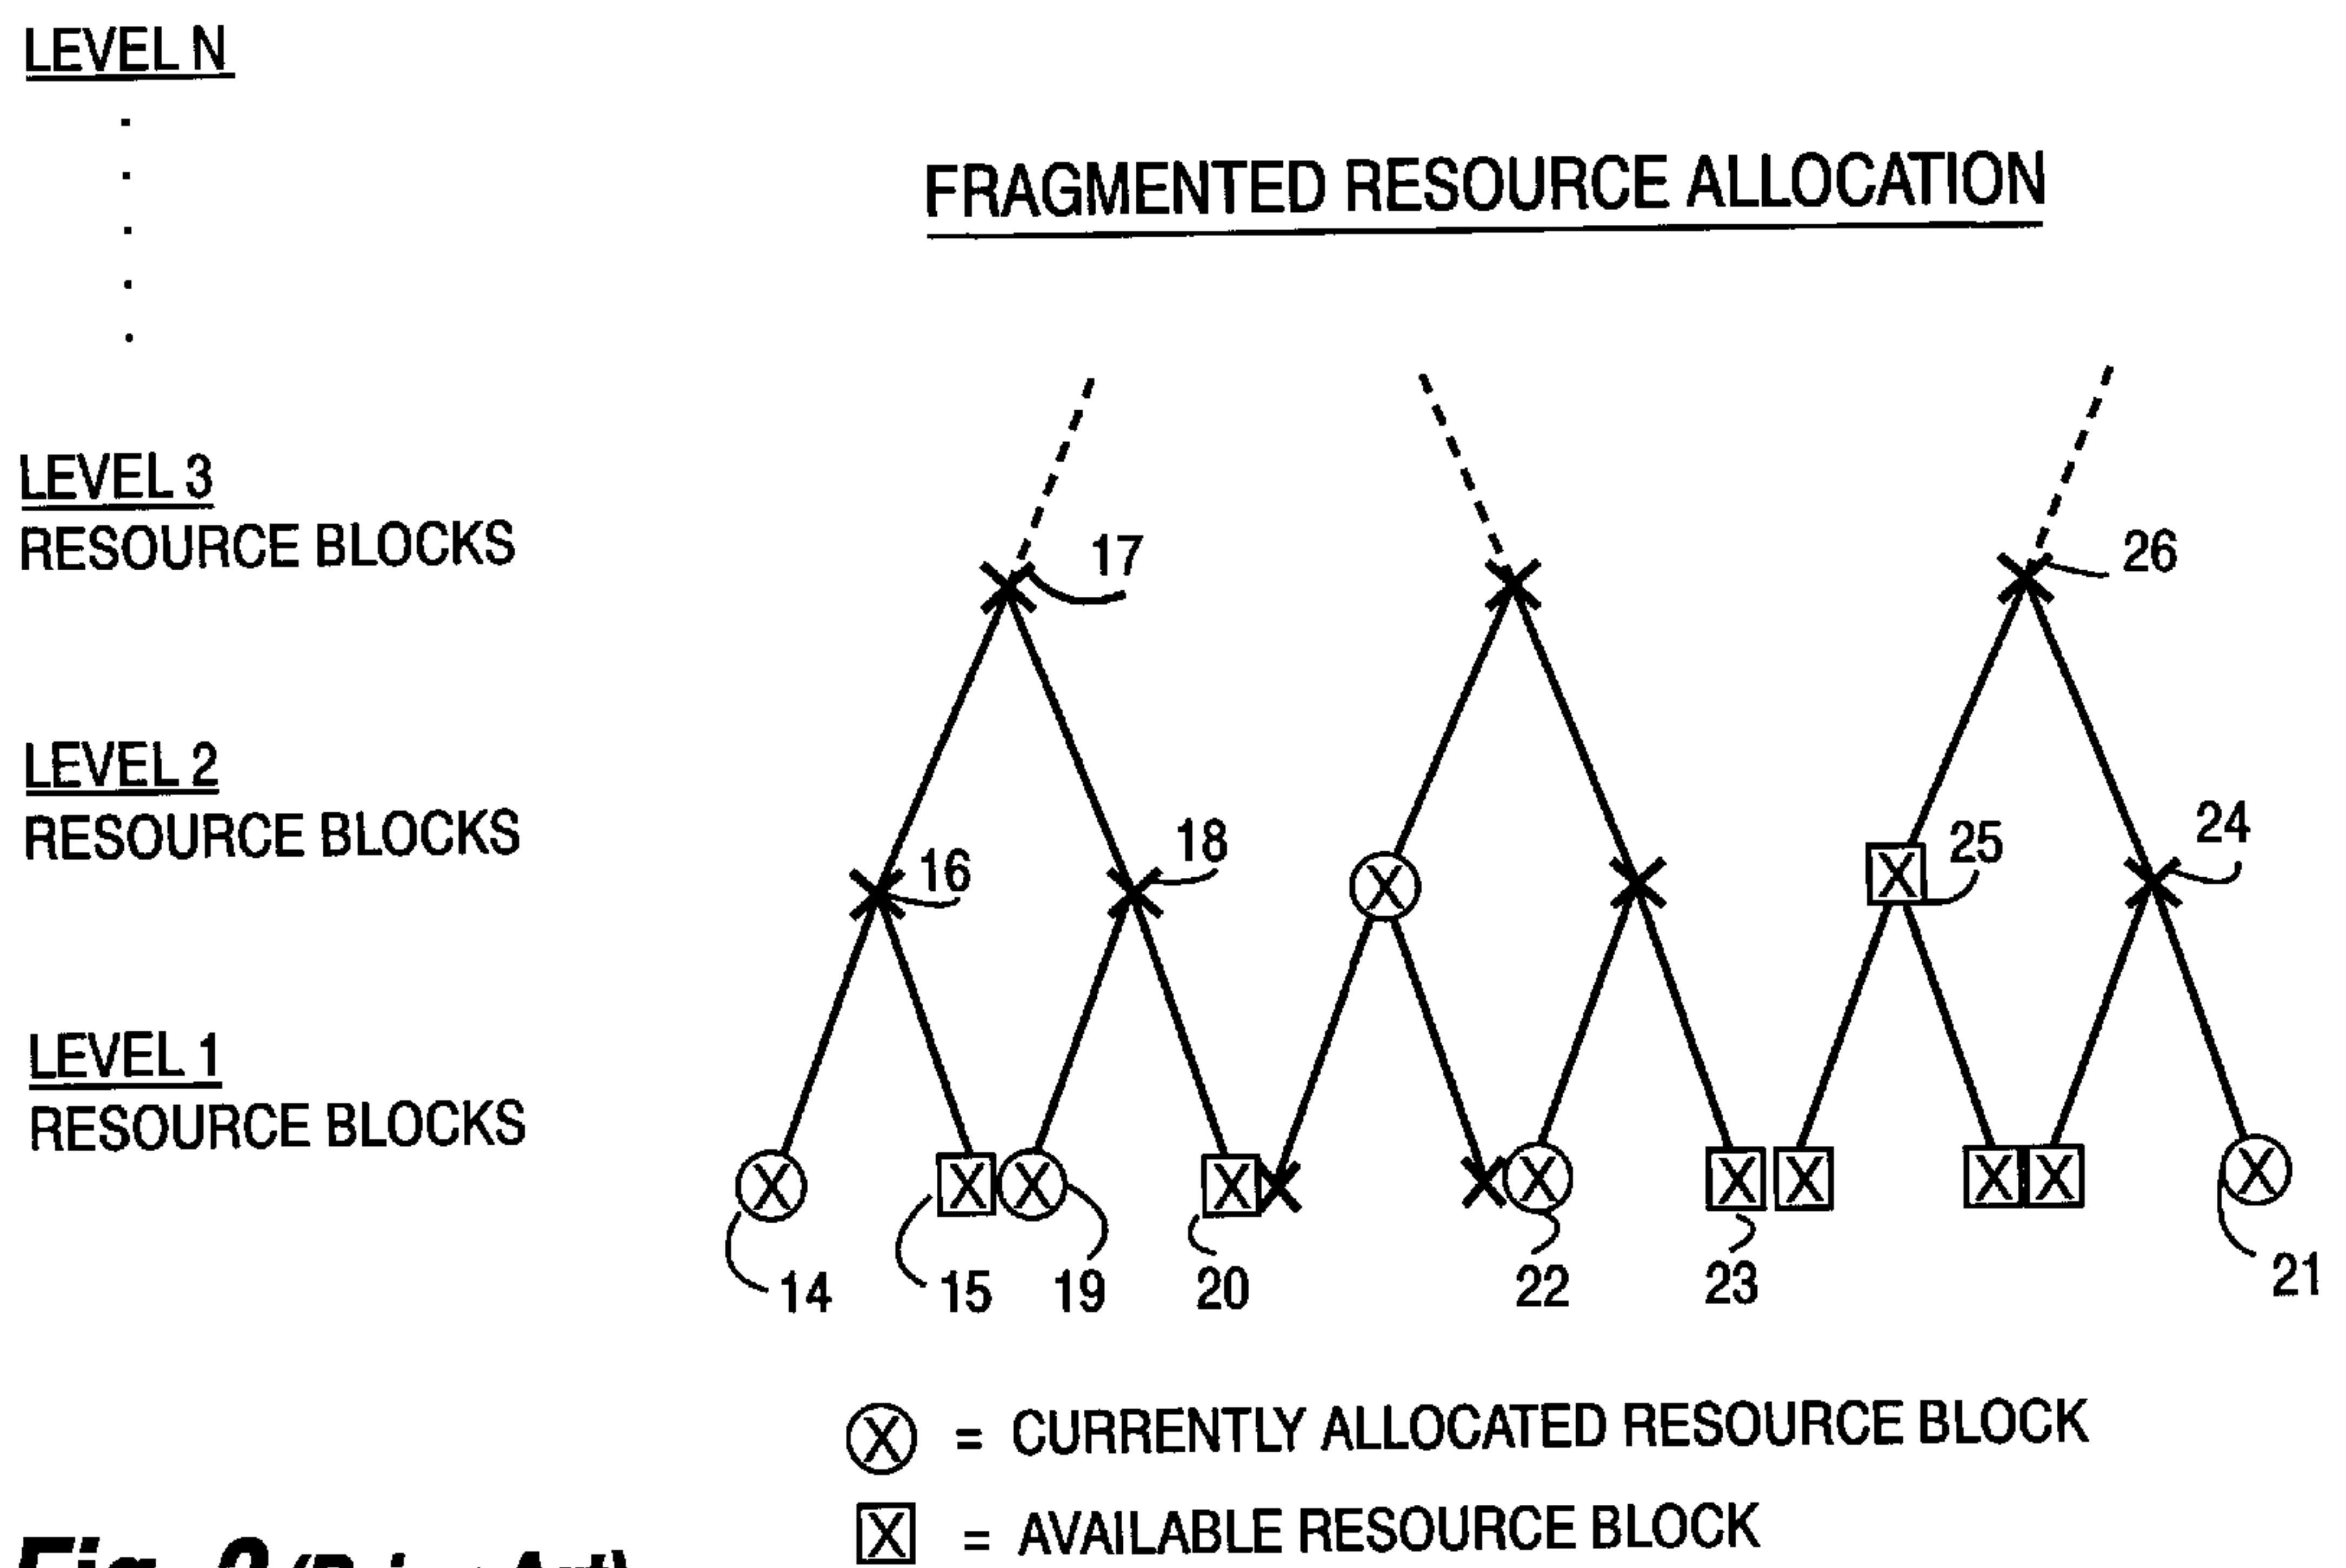 LEVEL N
FRAGMENTED RESOURCE ALLOCATION
LEVEL 3
RESOURCE BLOCKS
17
26
LEVEL 2
RESOURCE BLOCKS
16
18
25
24
LEVEL 1
RESOURCE BLOCKS
14
15
19
20
22
23
21
= CURRENTLY ALLOCATED RESOURCE BLOCK
= AVAILABLE RESOURCE BLOCK